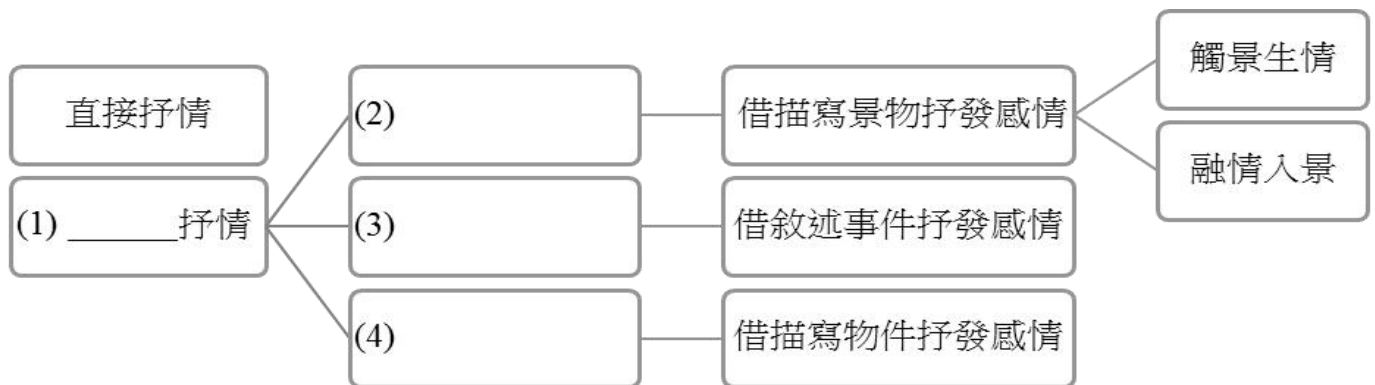 直接抒情
(1) ______抒情
(2)
(3)
(4)
借描寫景物抒發感情
借敘述事件抒發感情
借描寫物件抒發感情
觸景生情
融情入景